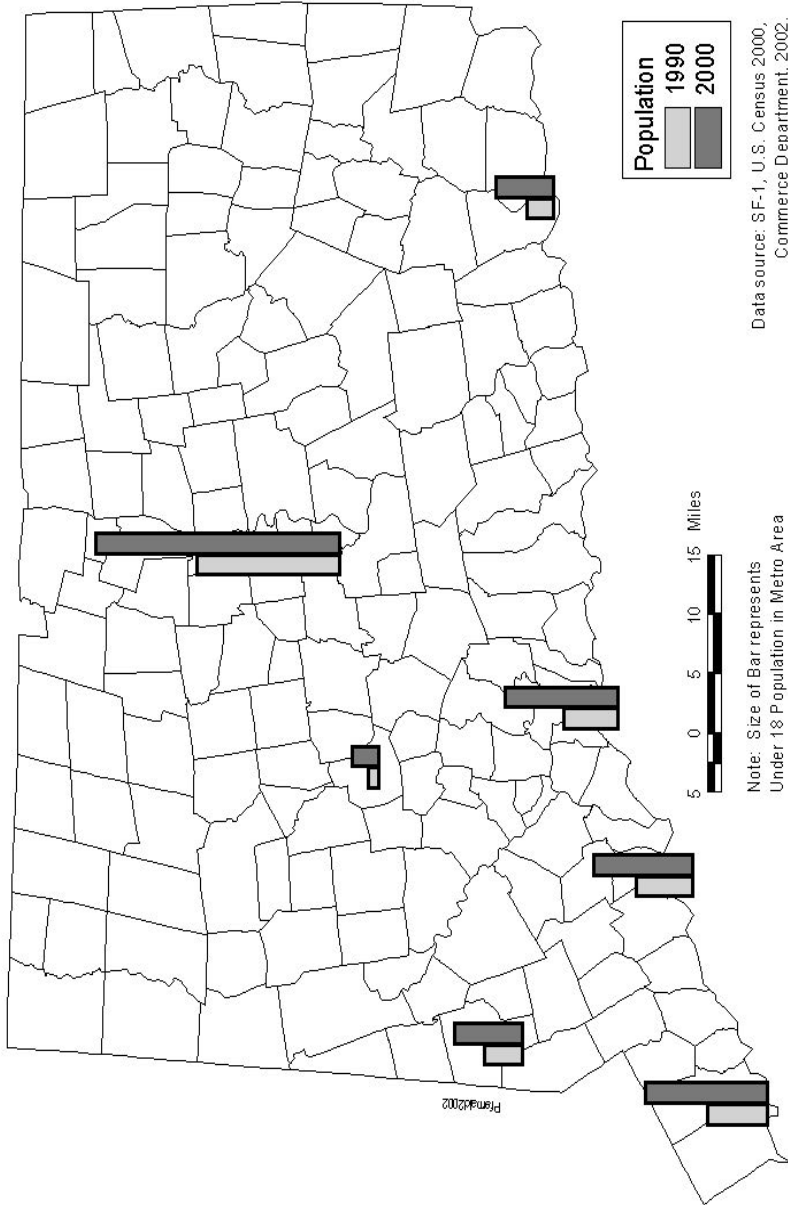 Population
1990
2000
Data source: SF-1, U.S. Census 2000,
Commerce Department, 2002.
5 0 5 10 15 Miles
Note: Size of Bar represents
Under 18 Population in Metro Area